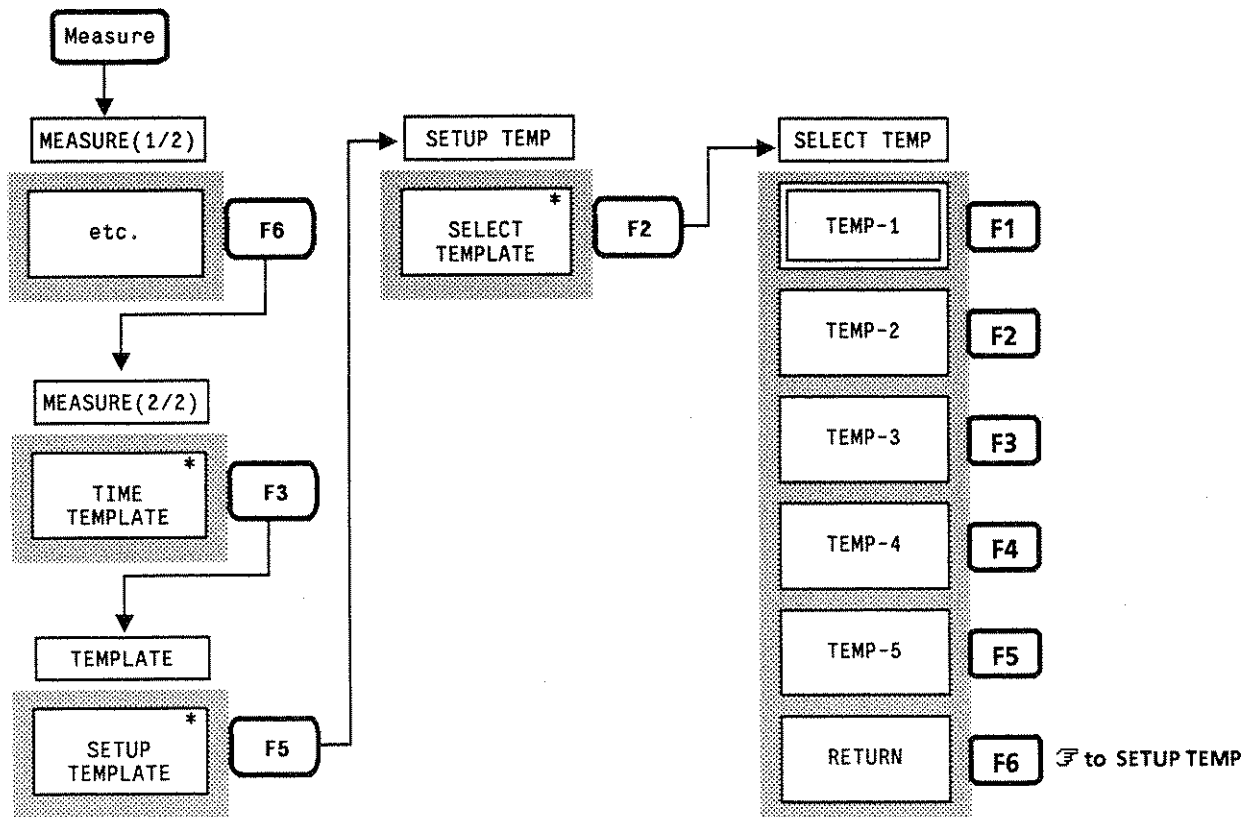 Measure
MEASURE(1/2)
etc.
F6
MEASURE(2/2)
*
TIME
TEMPLATE
F3
TEMPLATE
*
SETUP
TEMPLATE
F5
SETUP TEMP
*
SELECT
TEMPLATE
F2
SELECT TEMP
TEMP-1
F1
TEMP-2
F2
TEMP-3
F3
TEMP-4
F4
TEMP-5
F5
RETURN
F6
☞ to SETUP TEMP